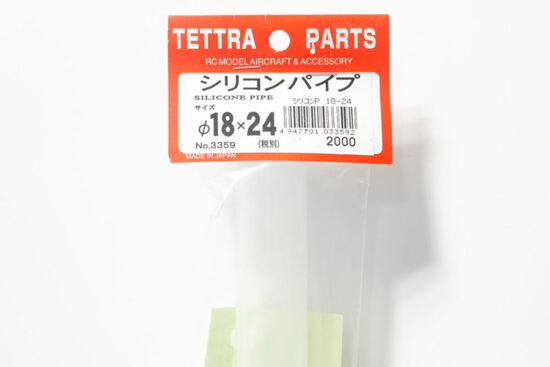 TETTRA PARTS
RC MODEL AIRCRAFT & ACCESSORY
シリコンパイプ
SILICONE PIPE
シリコンP 18-24
サイズ
φ18×24
4 947701 033592
No.3359
(税別)
2000
MADE IN JAPAN